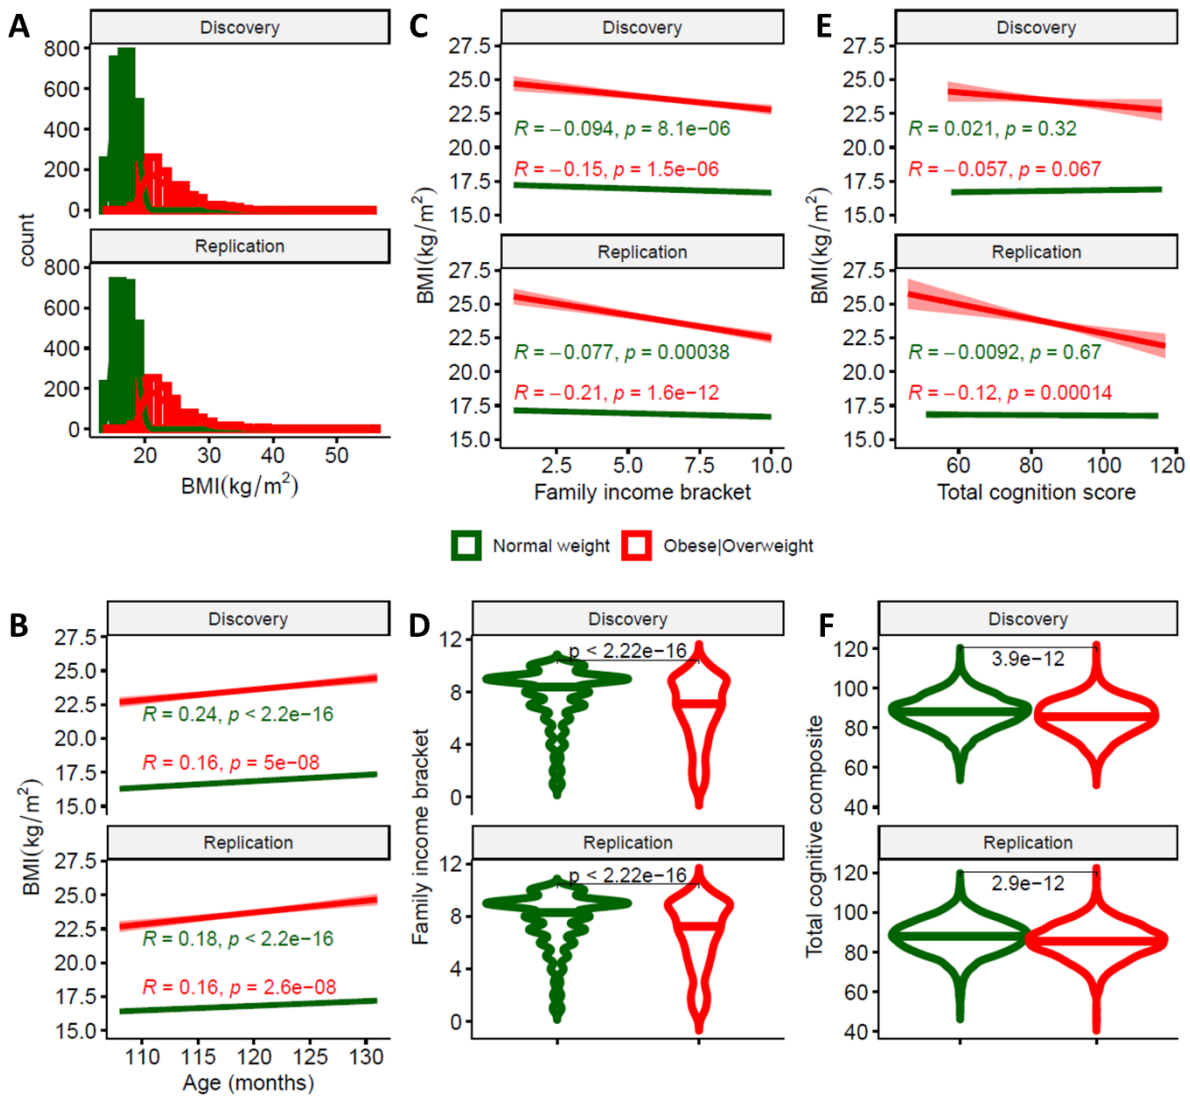 A
Discovery
800
600
400
200
0
Replication
800
600
400
200
0
count
20 30 40 50
BMI(kg/m²)
C
Discovery
27.5
25.0
22.5
20.0
17.5
15.0
R = −0.094, p = 8.1e−06
R = −0.15, p = 1.5e−06
Replication
27.5
25.0
22.5
20.0
17.5
15.0
R = −0.077, p = 0.00038
R = −0.21, p = 1.6e−12
BMI(kg/m²)
2.5 5.0 7.5 10.0
Family income bracket
E
Discovery
27.5
25.0
22.5
20.0
17.5
15.0
R = 0.021, p = 0.32
R = −0.057, p = 0.067
Replication
27.5
25.0
22.5
20.0
17.5
15.0
R = −0.0092, p = 0.67
R = −0.12, p = 0.00014
BMI(kg/m²)
60 80 100 120
Total cognition score
Normal weight
Obese|Overweight
B
Discovery
27.5
25.0
22.5
20.0
17.5
15.0
R = 0.24, p < 2.2e−16
R = 0.16, p = 5e−08
Replication
27.5
25.0
22.5
20.0
17.5
15.0
R = 0.18, p < 2.2e−16
R = 0.16, p = 2.6e−08
BMI(kg/m²)
110 115 120 125 130
Age (months)
D
Discovery
12
8
4
0
p < 2.22e−16
Replication
12
8
4
0
p < 2.22e−16
Family income bracket
F
Discovery
120
100
80
60
40
3.9e−12
Replication
120
100
80
60
40
2.9e−12
Total cognitive composite